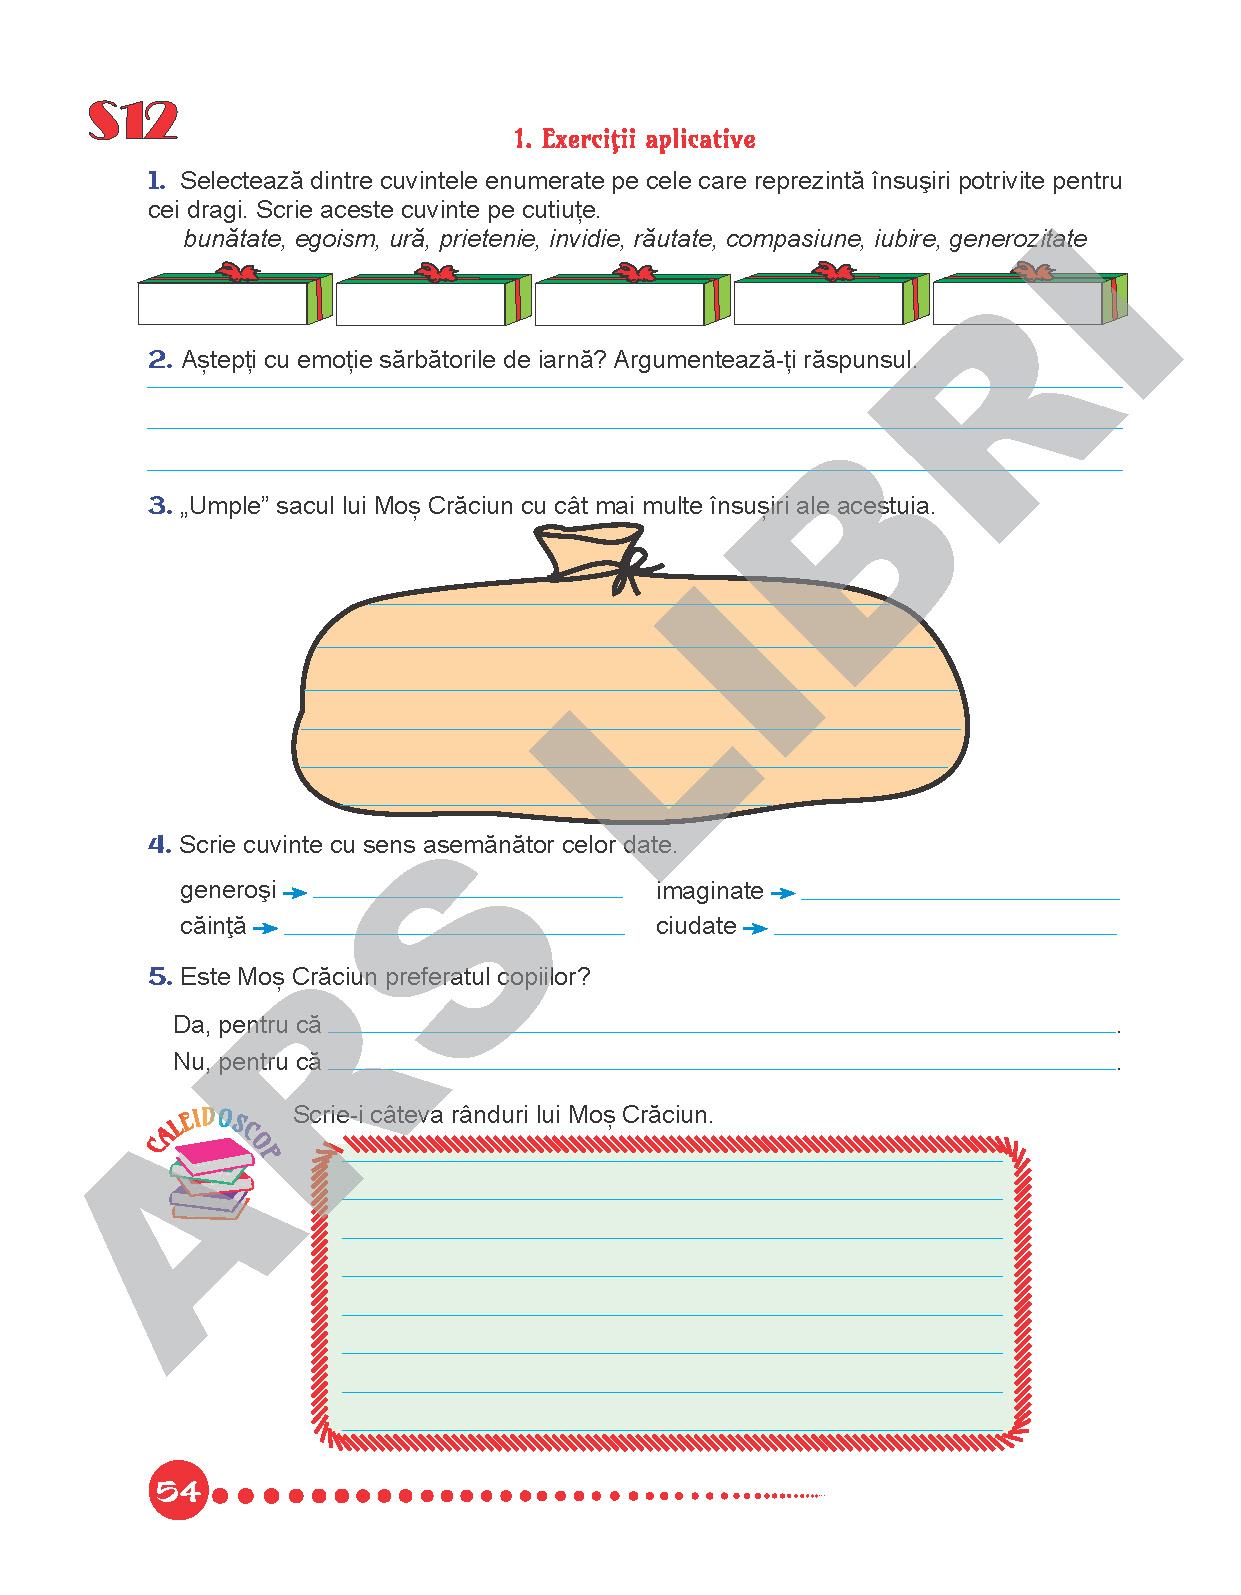 S12
1. Exerciţii aplicative
1. Selectează dintre cuvintele enumerate pe cele care reprezintă însuşiri potrivite pentru
cei dragi. Scrie aceste cuvinte pe cutiuțe.
bunătate, egoism, ură, prietenie, invidie, răutate, compasiune, iubire, generozitate
2. Aștepți cu emoție sărbătorile de iarnă? Argumentează-ți răspunsul.
3. „Umple” sacul lui Moș Crăciun cu cât mai multe însușiri ale acestuia.
4. Scrie cuvinte cu sens asemănător celor date.
generoşi imaginate
căinţă ciudate
5. Este Moș Crăciun preferatul copiilor?
Da, pentru că .
Nu, pentru că .
CALEIDOSCOP
Scrie-i câteva rânduri lui Moș Crăciun.
54
ARS LIBRI